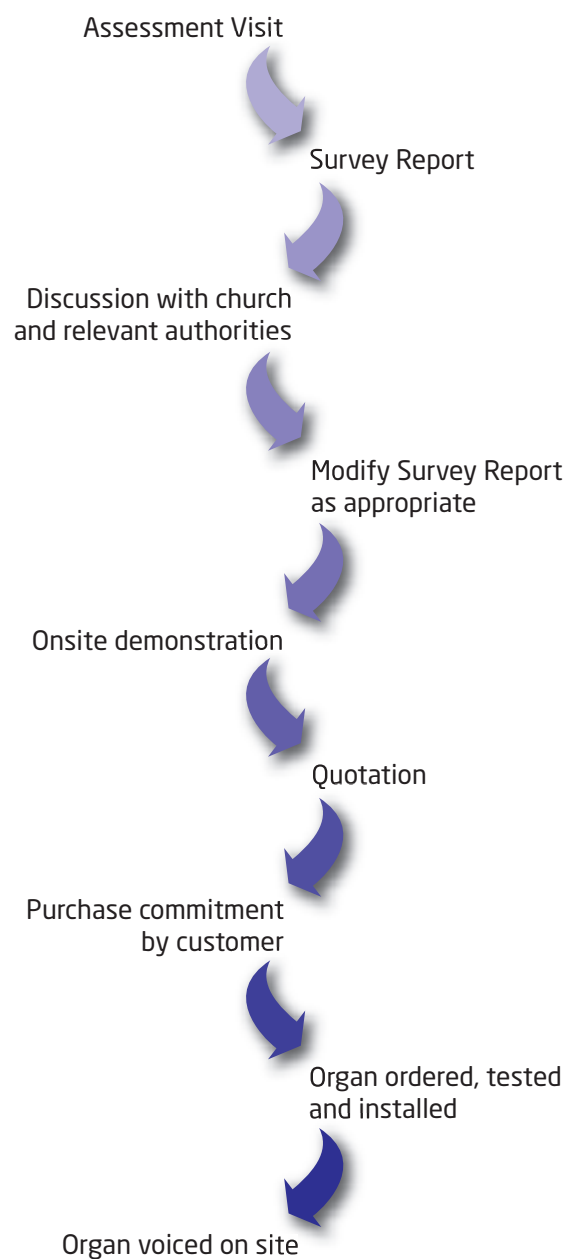 Assessment Visit
Survey Report
Discussion with church
and relevant authorities
Modify Survey Report
as appropriate
Onsite demonstration
Quotation
Purchase commitment
by customer
Organ ordered, tested
and installed
Organ voiced on site